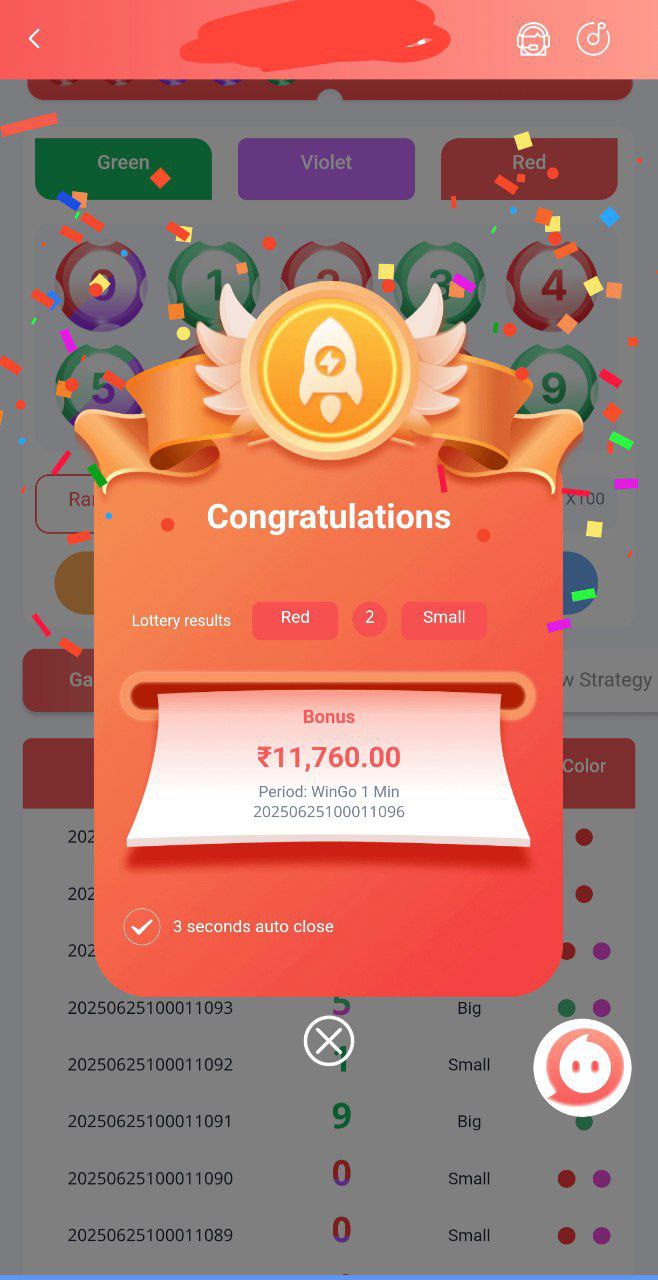 Green Violet Red
0 1 2 3 4
5 9
Ra X100
Congratulations
Lottery results Red 2 Small
Ga w Strategy
Bonus
₹11,760.00
Color
Period: WinGo 1 Min
20250625100011096
202
202
3 seconds auto close
202
20250625100011093 5 Big
20250625100011092 1 Small
20250625100011091 9 Big
20250625100011090 0 Small
20250625100011089 0 Small